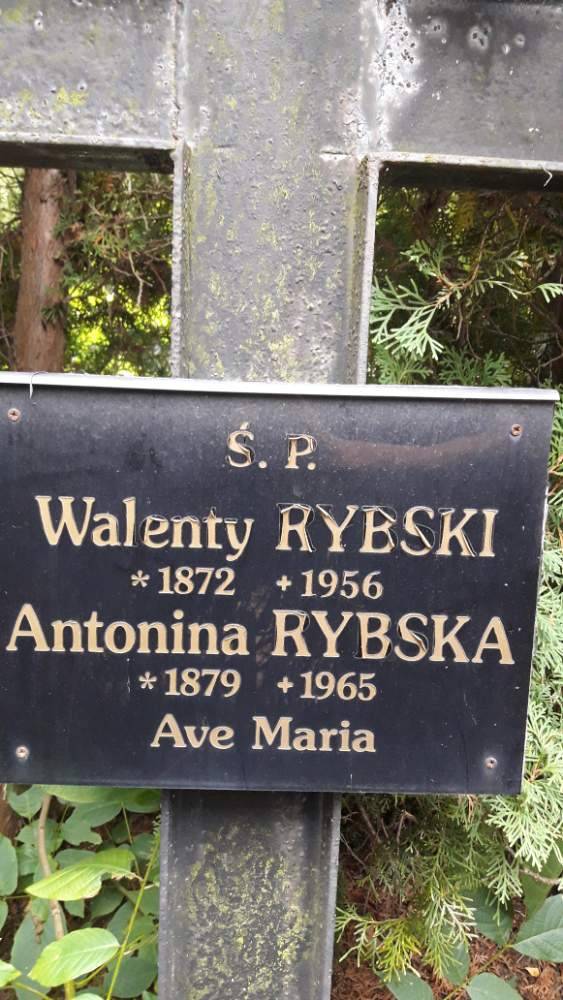 Ś. P.
Walenty RYBSKI
*1872 +1956
Antonina RYBSKA
*1879 +1965
Ave Maria